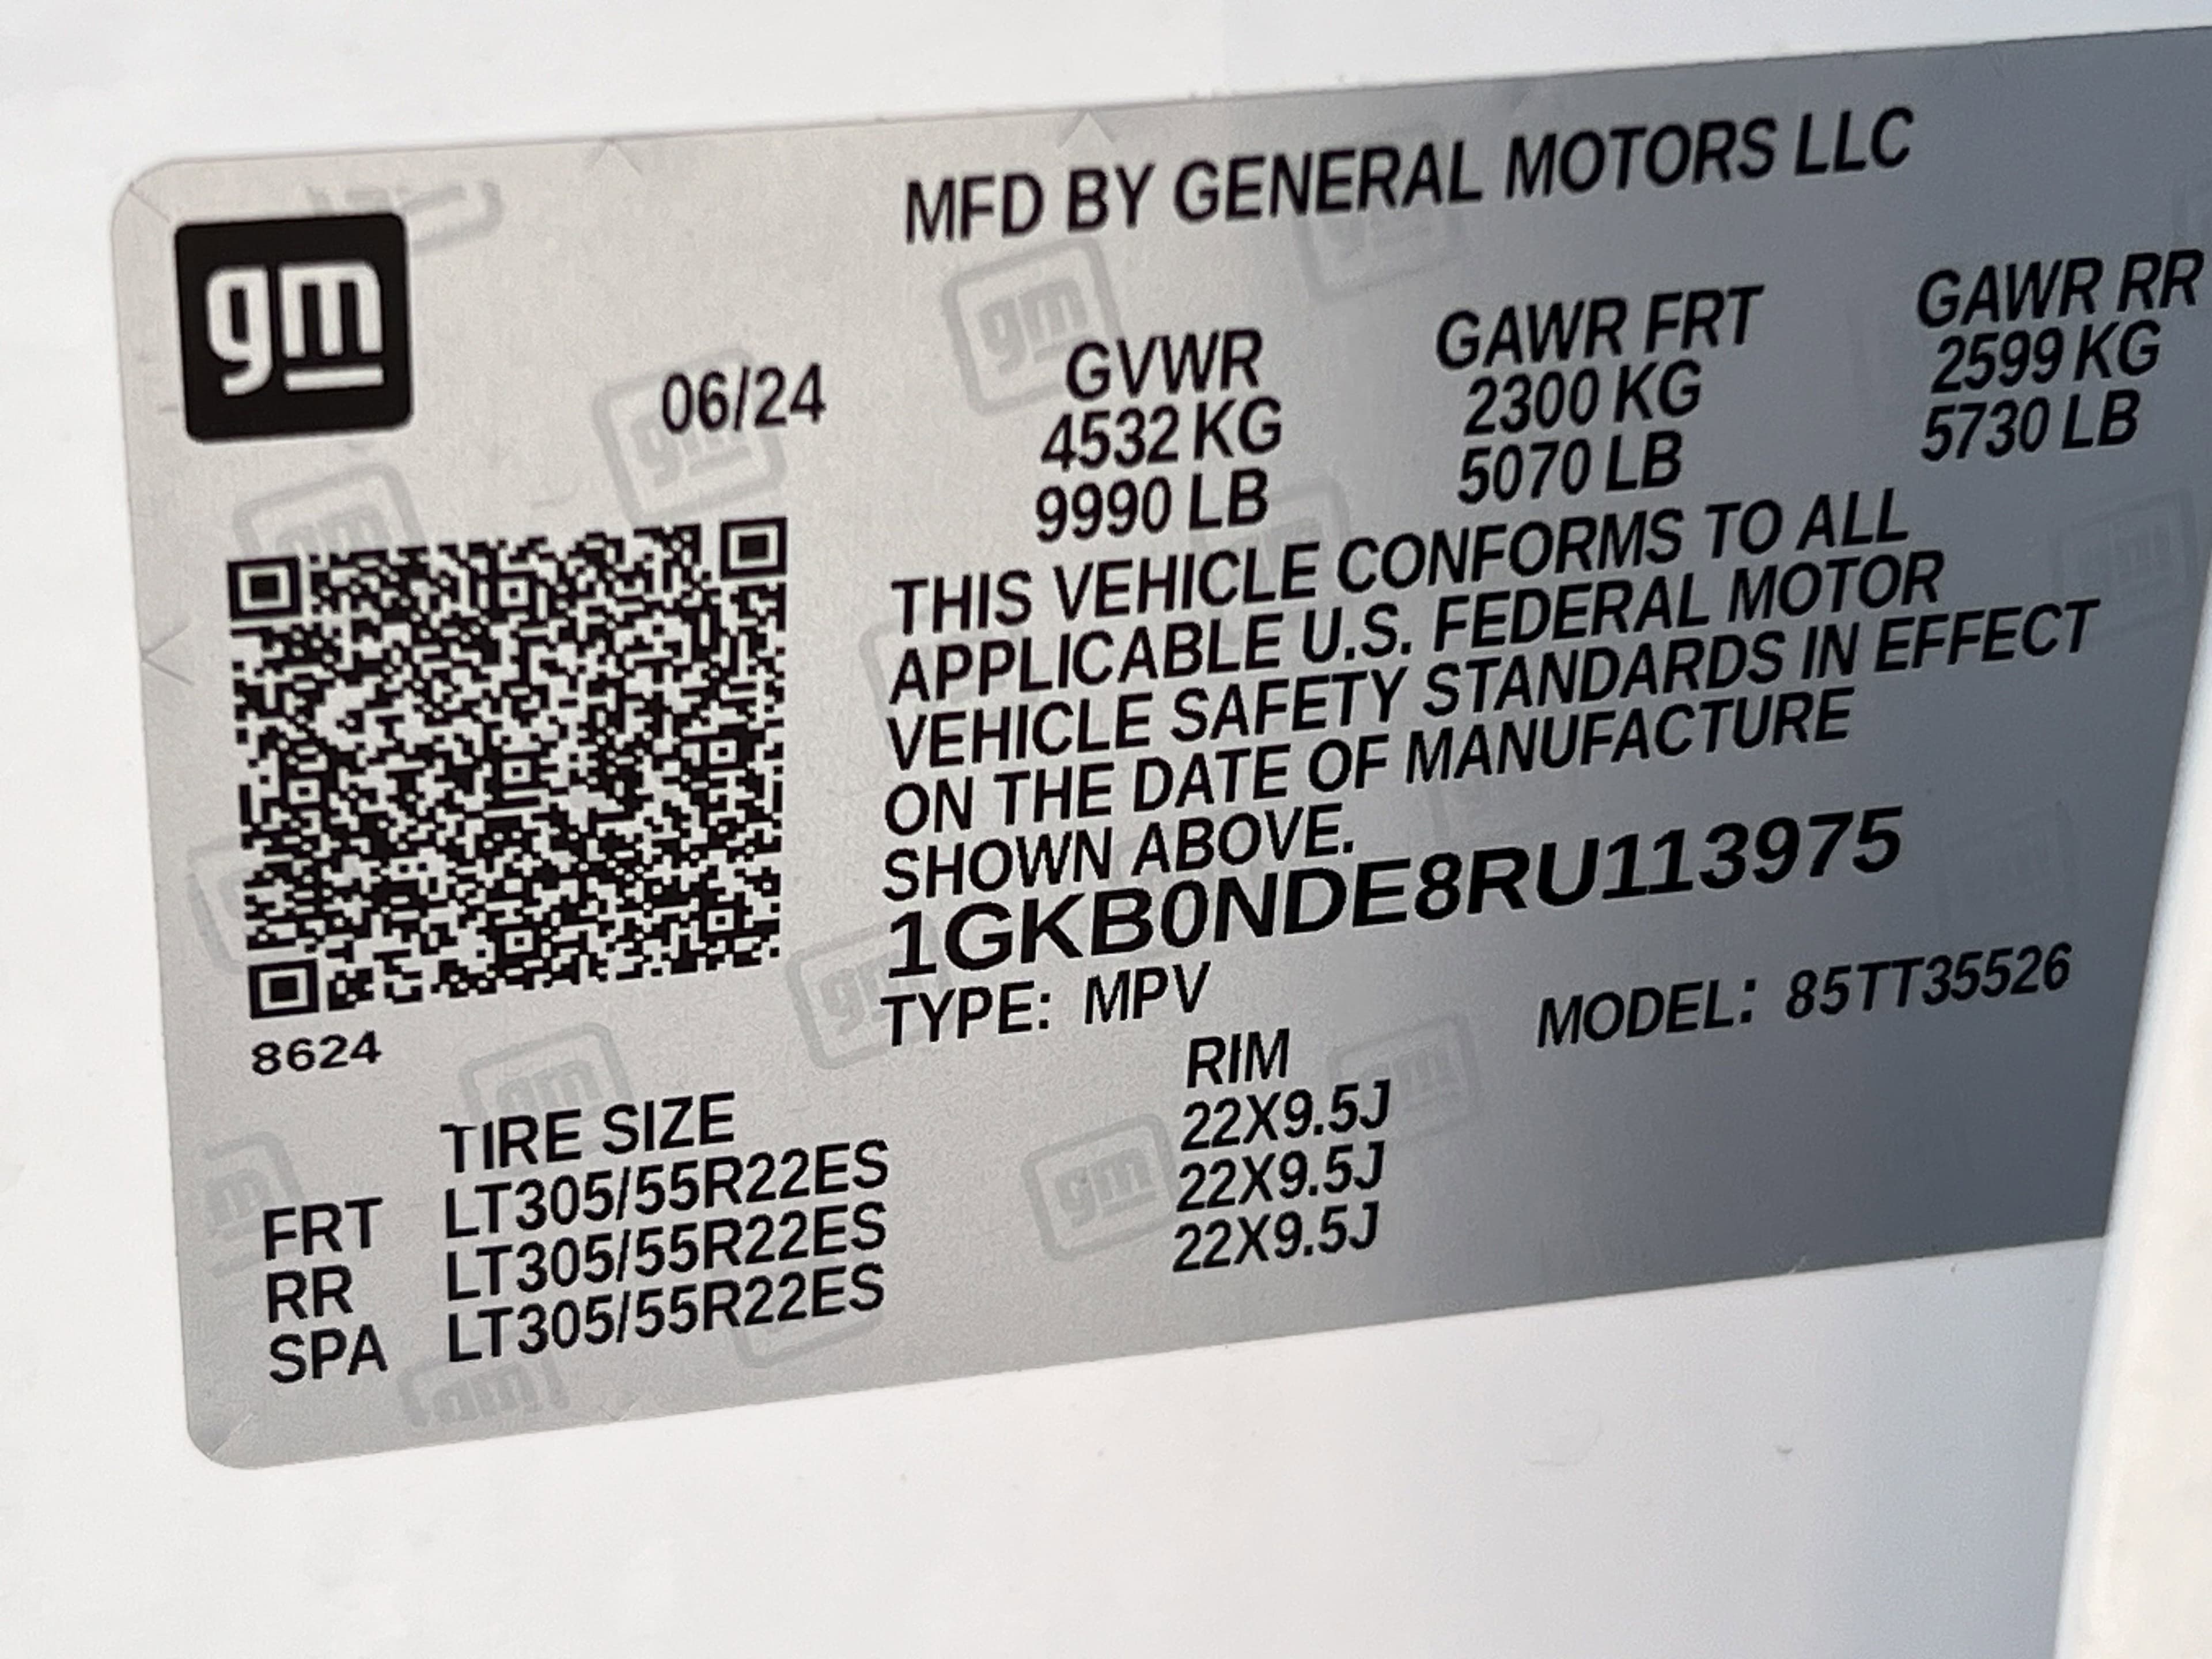 gm
MFD BY GENERAL MOTORS LLC
06/24
GVWR GAWR FRT GAWR RR
4532 KG 2300 KG 2599 KG
9990 LB 5070 LB 5730 LB
THIS VEHICLE CONFORMS TO ALL
APPLICABLE U.S. FEDERAL MOTOR
VEHICLE SAFETY STANDARDS IN EFFECT
ON THE DATE OF MANUFACTURE
SHOWN ABOVE.
1GKB0NDE8RU113975
TYPE: MPV MODEL: 85TT35526
8624
TIRE SIZE RIM
FRT LT305/55R22ES 22X9.5J
RR LT305/55R22ES 22X9.5J
SPA LT305/55R22ES 22X9.5J